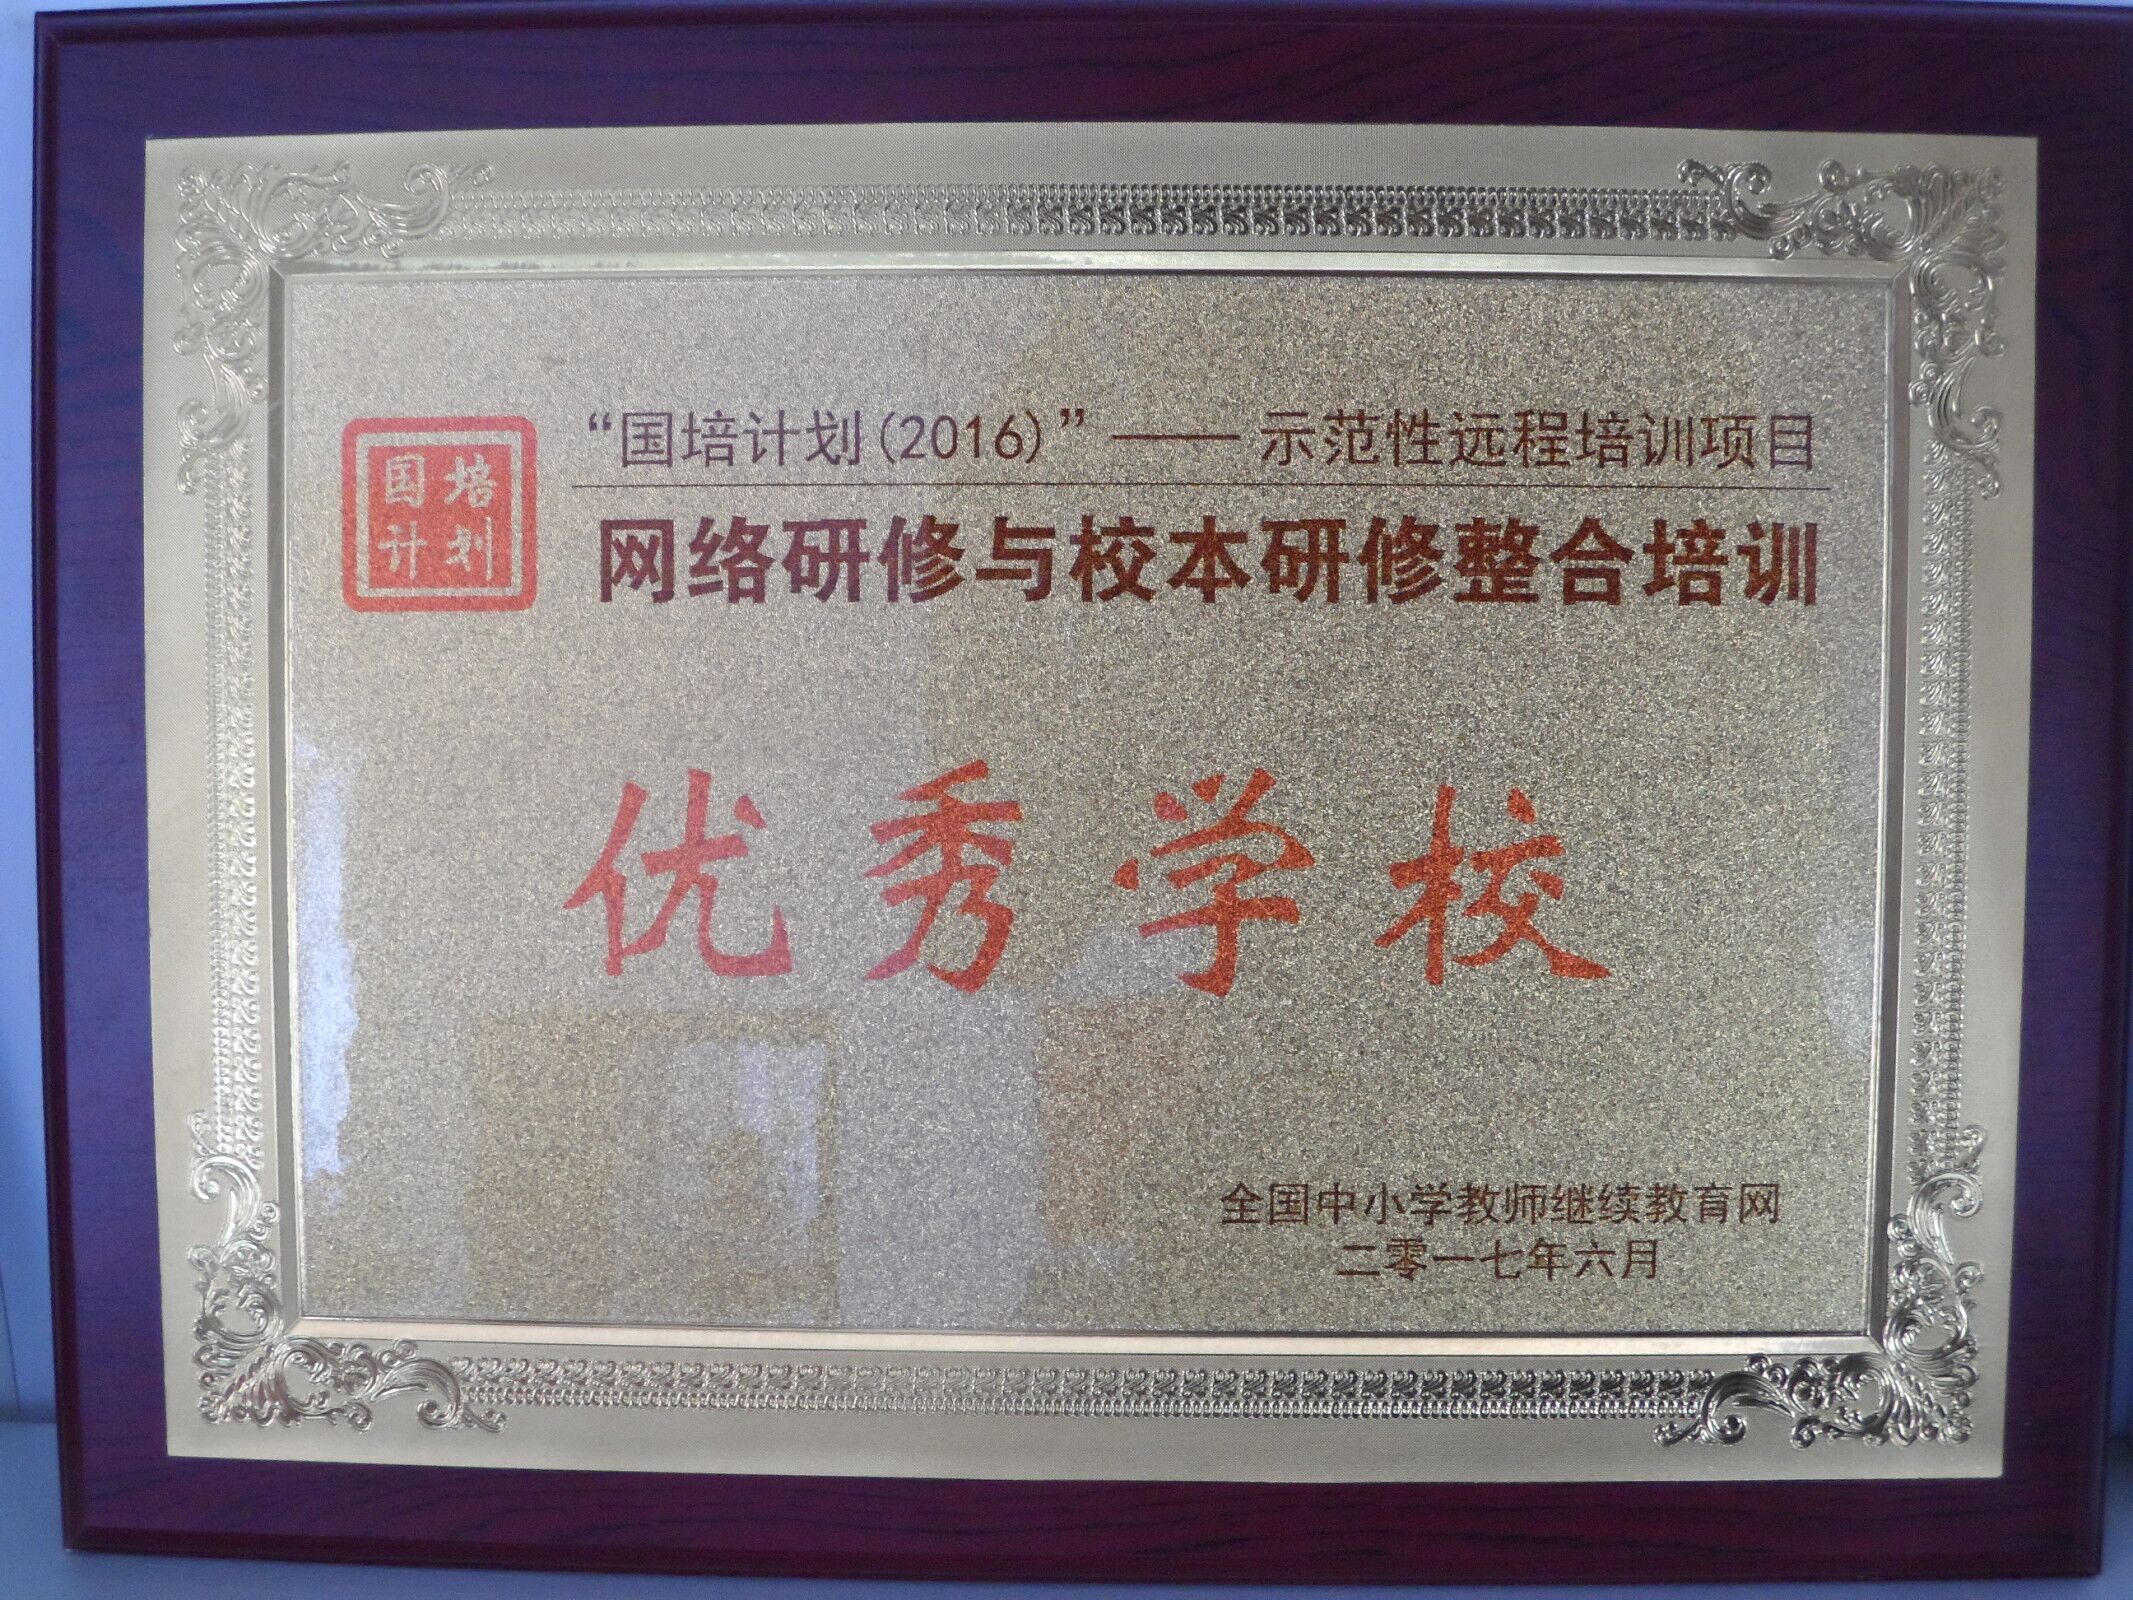 国培
计划
“国培计划(2016)”——示范性远程培训项目
网络研修与校本研修整合培训
优秀学校
全国中小学教师继续教育网
二零一七年六月